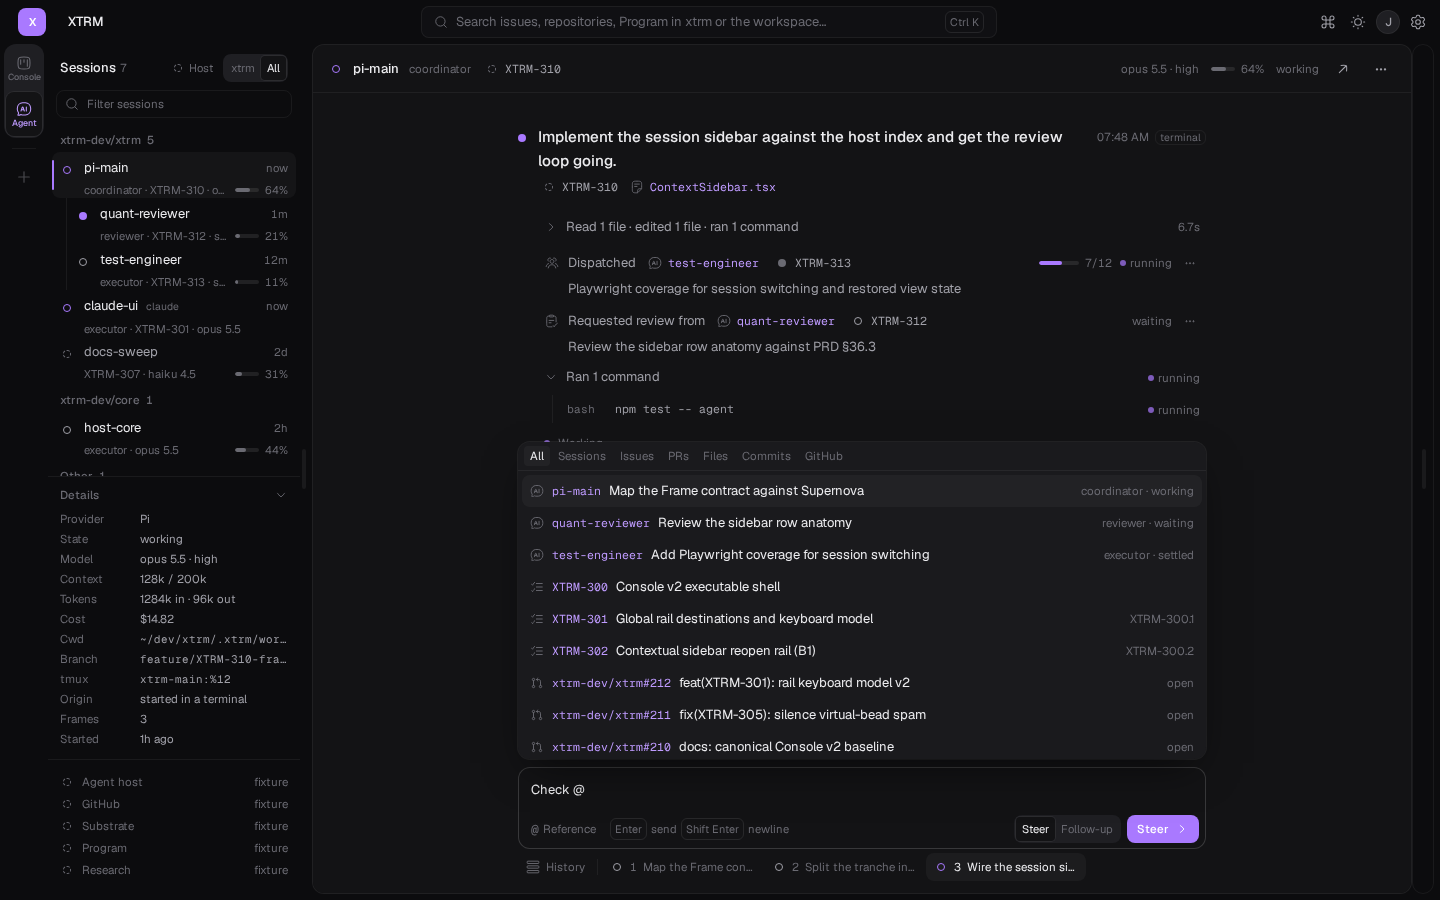 X XTRM Search issues, repositories, Program in xtrm or the workspace... Ctrl K J
Console
AI Agent
Sessions 7 Host xtrm All
Filter sessions
xtrm-dev/xtrm 5
pi-main now
coordinator · XTRM-310 · o... 64%
quant-reviewer 1m
reviewer · XTRM-312 · s... 21%
test-engineer 12m
executor · XTRM-313 · s... 11%
claude-ui claude now
executor · XTRM-301 · opus 5.5
docs-sweep 2d
XTRM-307 · haiku 4.5 31%
xtrm-dev/core 1
host-core 2h
executor · opus 5.5 44%
Other 1
Details
Provider Pi
State working
Model opus 5.5 · high
Context 128k / 200k
Tokens 1284k in · 96k out
Cost $14.82
Cwd ~/dev/xtrm/.xtrm/wor...
Branch feature/XTRM-310-fra...
tmux xtrm-main:%12
Origin started in a terminal
Frames 3
Started 1h ago
Agent host fixture
GitHub fixture
Substrate fixture
Program fixture
Research fixture
pi-main coordinator XTRM-310 opus 5.5 · high 64% working
Implement the session sidebar against the host index and get the review 07:48 AM terminal
loop going.
XTRM-310 ContextSidebar.tsx
Read 1 file · edited 1 file · ran 1 command 6.7s
Dispatched AI test-engineer XTRM-313 7/12 running
Playwright coverage for session switching and restored view state
Requested review from AI quant-reviewer XTRM-312 waiting
Review the sidebar row anatomy against PRD §36.3
Ran 1 command running
bash npm test -- agent running
Working
All Sessions Issues PRs Files Commits GitHub
AI pi-main Map the Frame contract against Supernova coordinator · working
AI quant-reviewer Review the sidebar row anatomy reviewer · waiting
AI test-engineer Add Playwright coverage for session switching executor · settled
XTRM-300 Console v2 executable shell
XTRM-301 Global rail destinations and keyboard model XTRM-300.1
XTRM-302 Contextual sidebar reopen rail (B1) XTRM-300.2
xtrm-dev/xtrm#212 feat(XTRM-301): rail keyboard model v2 open
xtrm-dev/xtrm#211 fix(XTRM-305): silence virtual-bead spam open
xtrm-dev/xtrm#210 docs: canonical Console v2 baseline open
Check @
@ Reference Enter send Shift Enter newline Steer Follow-up Steer
History 1 Map the Frame con... 2 Split the tranche in... 3 Wire the session si...